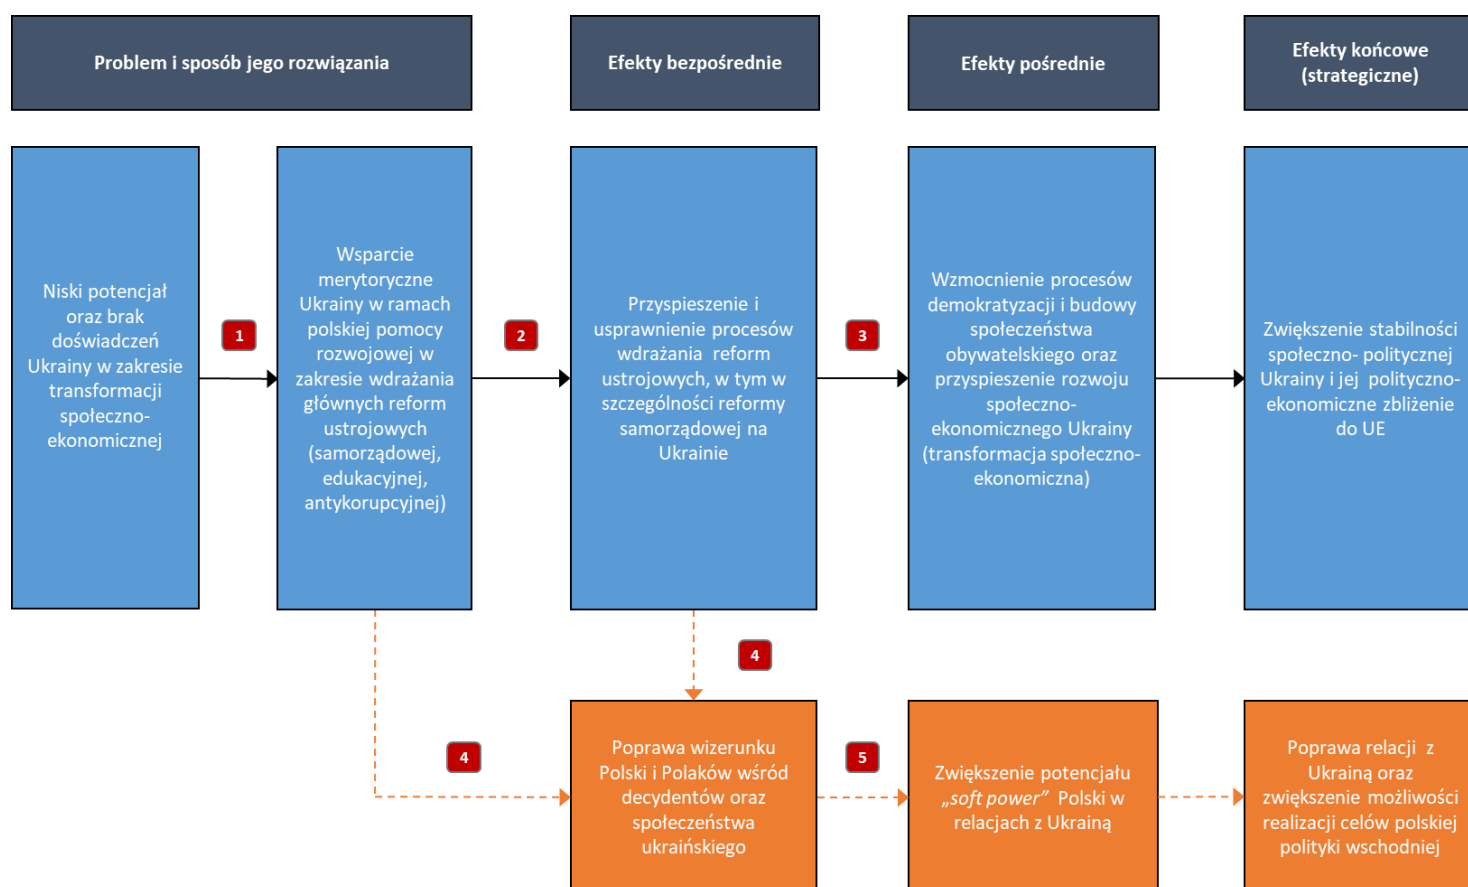 Problem i sposób jego rozwiązania
Efekty bezpośrednie
Efekty pośrednie
Efekty końcowe
(strategiczne)
Niski potencjał
oraz brak
doświadczeń
Ukrainy w zakresie
transformacji
społeczno-
ekonomicznej
1
Wsparcie
merytoryczne
Ukrainy w ramach
polskiej pomocy
rozwojowej w
zakresie wdrażania
głównych reform
ustrojowych
(samorządowej,
edukacyjnej,
antykorupcyjnej)
2
Przyspieszenie i
usprawnienie procesów
wdrażania reform
ustrojowych, w tym w
szczególności reformy
samorządowej na
Ukrainie
3
Wzmocnienie procesów
demokratyzacji i budowy
społeczeństwa
obywatelskiego oraz
przyspieszenie rozwoju
społeczno-
ekonomicznego Ukrainy
(transformacja społeczno-
ekonomiczna)
Zwiększenie stabilności
społeczno- politycznej
Ukrainy i jej polityczno-
ekonomiczne zbliżenie
do UE
4
4
Poprawa wizerunku
Polski i Polaków wśród
decydentów oraz
społeczeństwa
ukraińskiego
5
Zwiększenie potencjału
„soft power” Polski w
relacjach z Ukrainą
Poprawa relacji z
Ukrainą oraz
zwiększenie możliwości
realizacji celów polskiej
polityki wschodniej